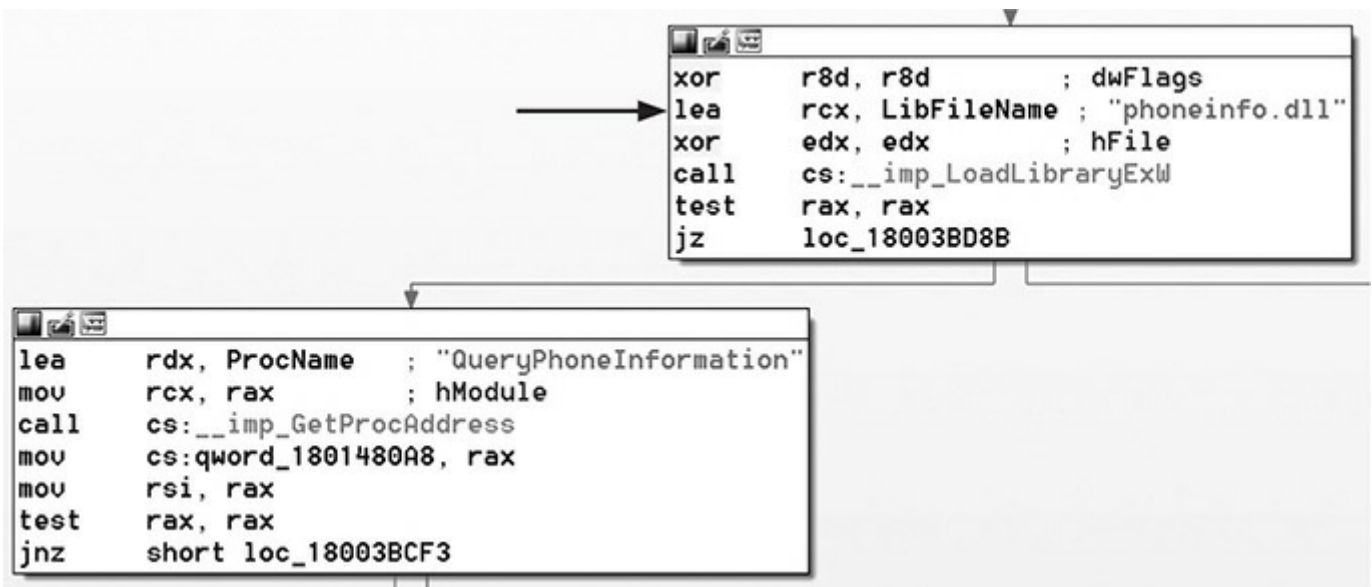 xor r8d, r8d ; dwFlags
lea rcx, LibFileName ; "phoneinfo.dll"
xor edx, edx ; hFile
call cs:__imp_LoadLibraryExW
test rax, rax
jz loc_18003BD8B
lea rdx, ProcName ; "QueryPhoneInformation"
mov rcx, rax ; hModule
call cs:__imp_GetProcAddress
mov cs:qword_1801480A8, rax
mov rsi, rax
test rax, rax
jnz short loc_18003BCF3